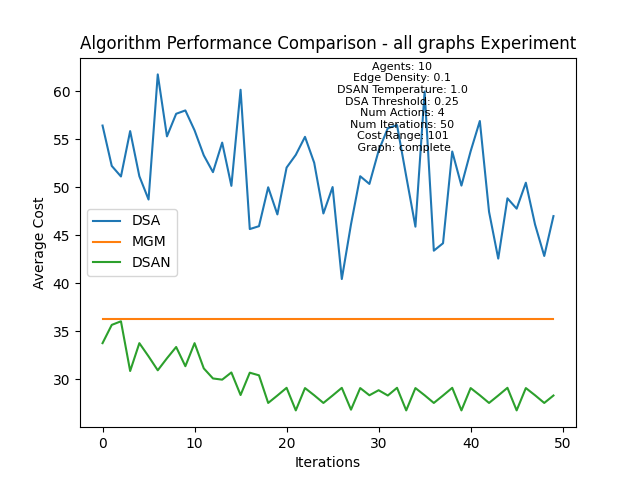 Algorithm Performance Comparison - all graphs Experiment
Agents: 10
Edge Density: 0.1
DSAN Temperature: 1.0
DSA Threshold: 0.25
Num Actions: 4
Num Iterations: 50
Cost Range: 101
Graph: complete
60
55
50
45
40
35
30
Average Cost
DSA
MGM
DSAN
0
10
20
30
40
50
Iterations